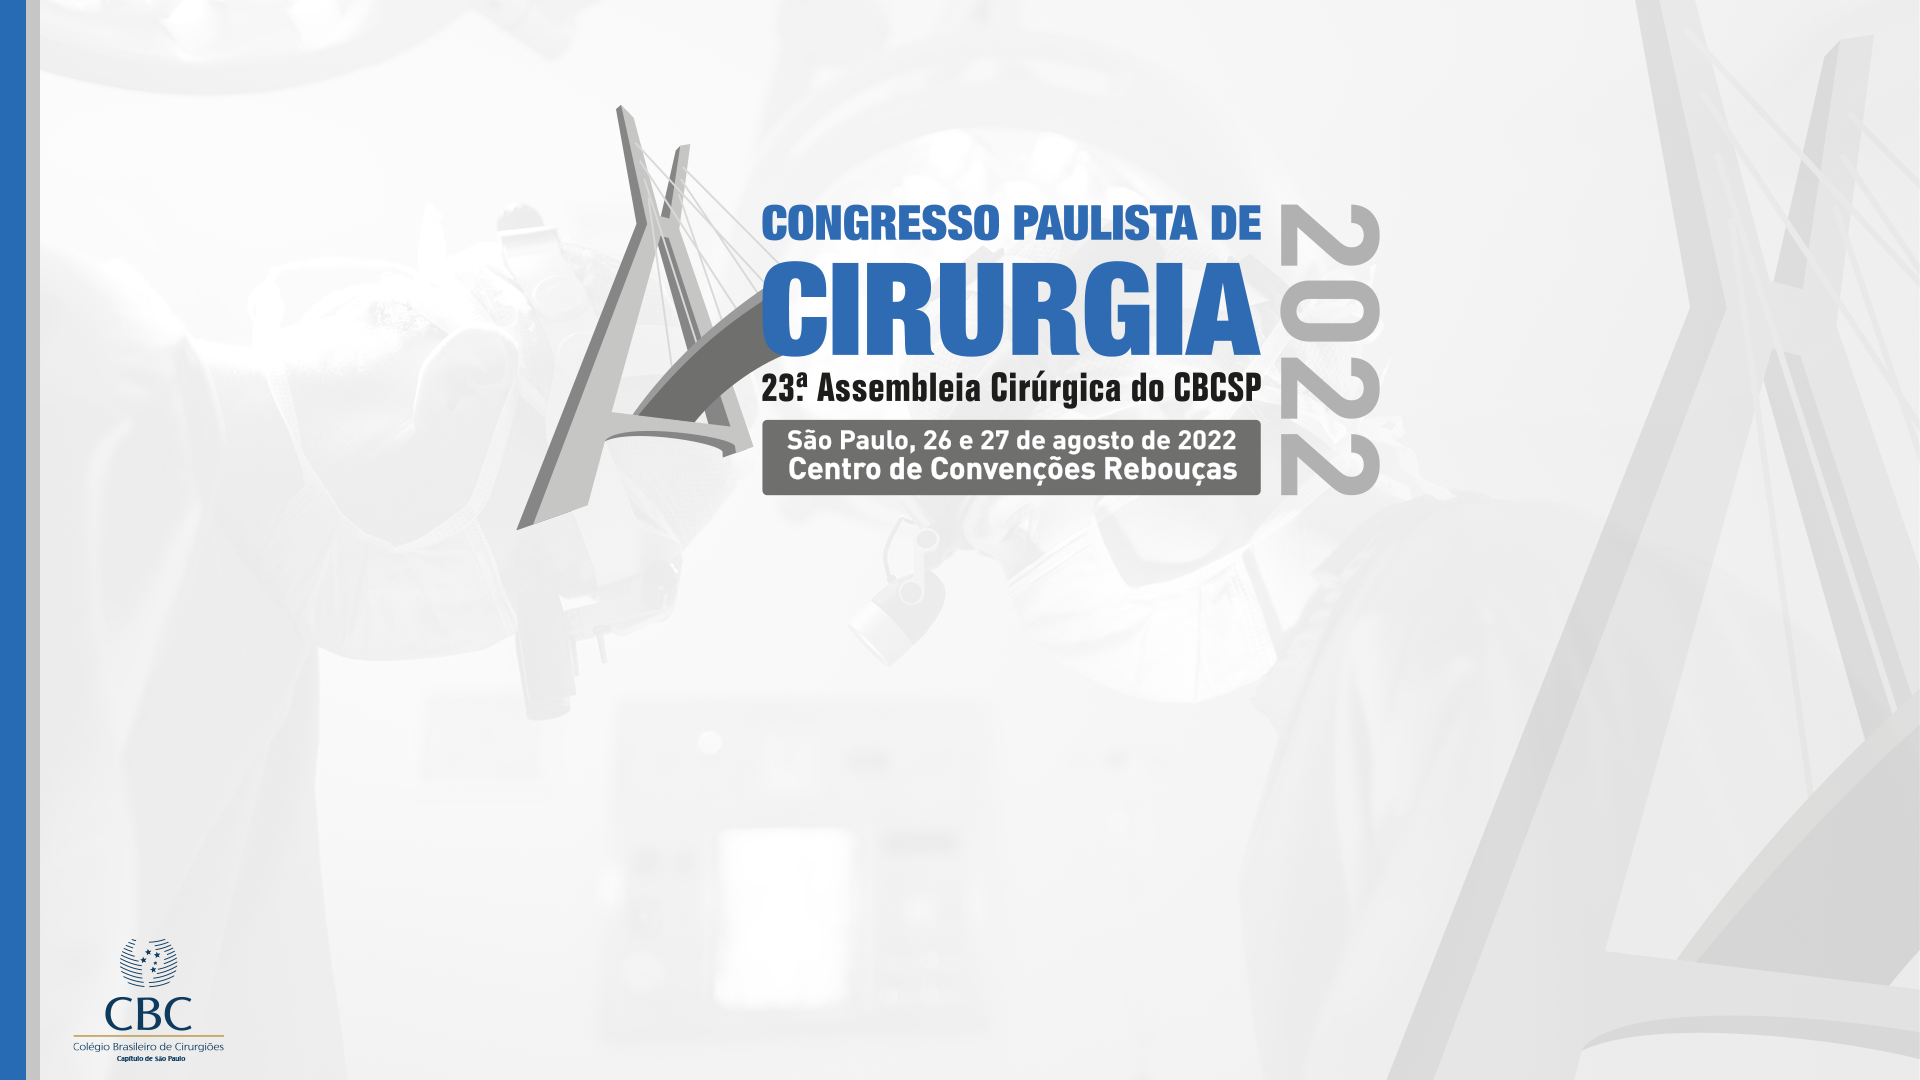 CONGRESSO PAULISTA DE
CIRURGIA
2022
23ª Assembleia Cirúrgica do CBCSP
São Paulo, 26 e 27 de agosto de 2022
Centro de Convenções Rebouças
CBC
Colégio Brasileiro de Cirurgiões
Capítulo de São Paulo